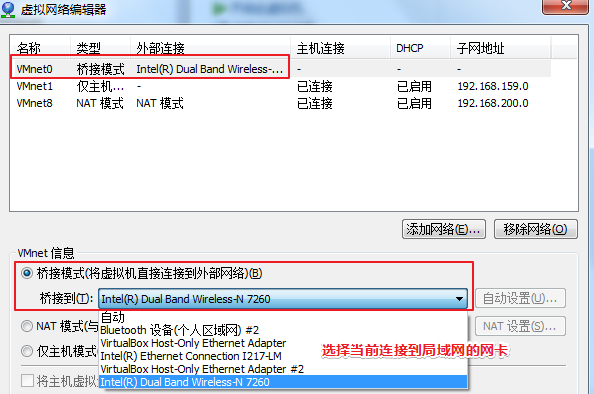 虚拟网络编辑器
名称 类型 外部连接 主机连接 DHCP 子网地址
VMnet0 桥接模式 Intel(R) Dual Band Wireless-... - - -
VMnet1 仅主机... - 已连接 已启用 192.168.159.0
VMnet8 NAT 模式 NAT 模式 已连接 已启用 192.168.200.0
添加网络(E)... 移除网络(O)
VMnet 信息
桥接模式(将虚拟机直接连接到外部网络)(B)
桥接到(T): Intel(R) Dual Band Wireless-N 7260 自动设置(U)...
自动
NAT 模式(与 Bluetooth 设备(个人区域网) #2 NAT 设置(S)...
VirtualBox Host-Only Ethernet Adapter
仅主机模式 Intel(R) Ethernet Connection I217-LM 选择当前连接到局域网的网卡
VirtualBox Host-Only Ethernet Adapter #2
将主机虚拟 Intel(R) Dual Band Wireless-N 7260